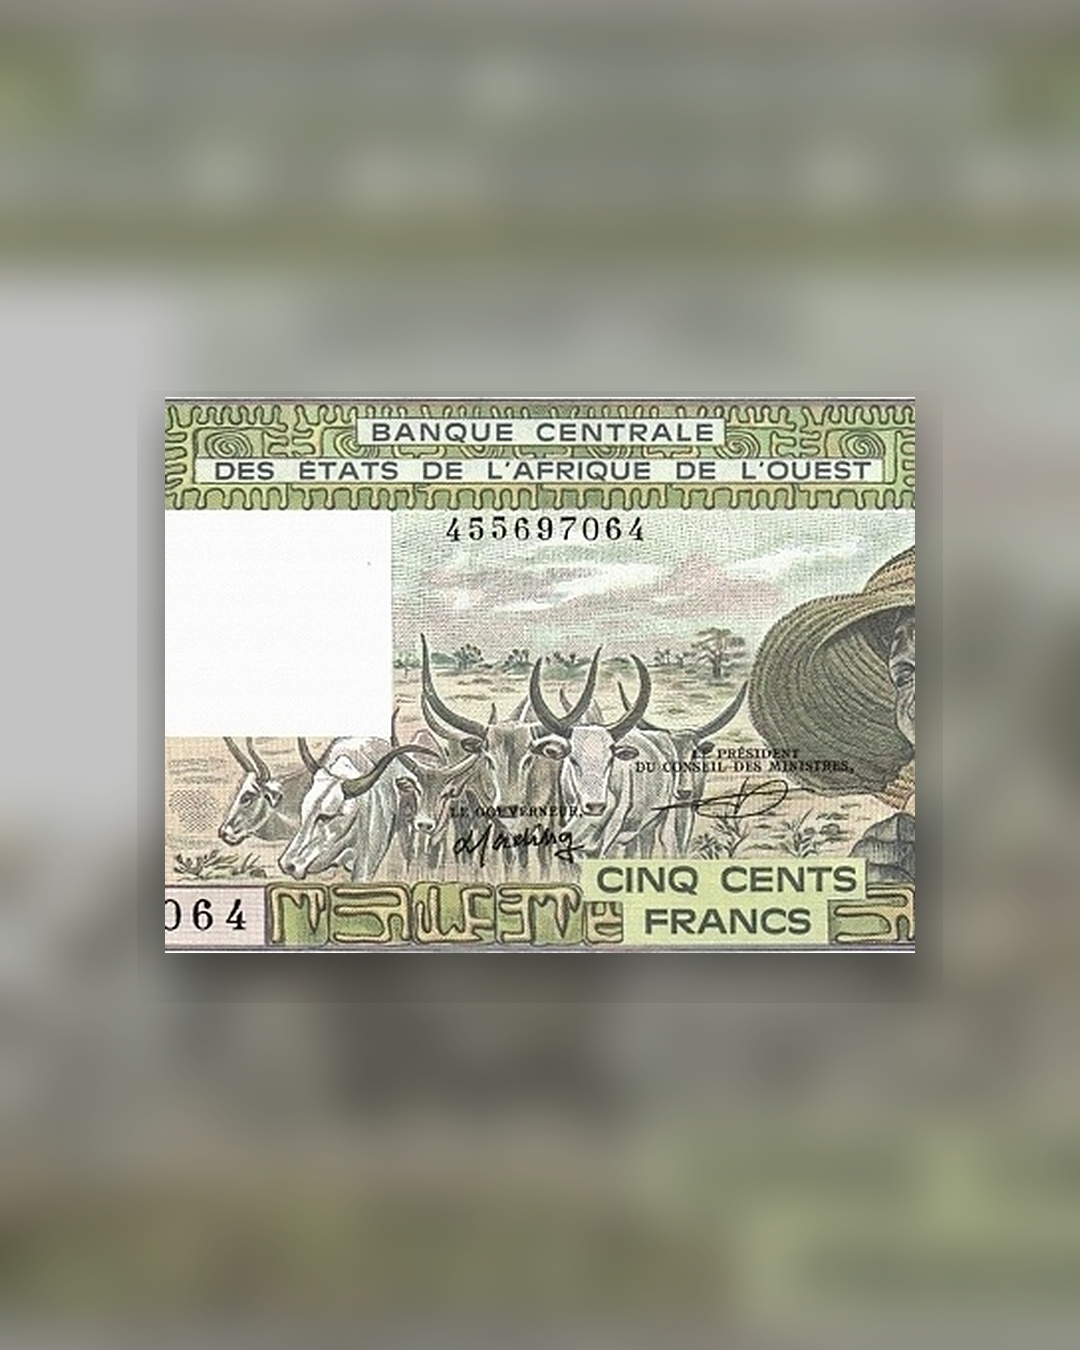 BANQUE CENTRALE
DES ÉTATS DE L'AFRIQUE DE L'OUEST
455697064
LE PRÉSIDENT
DU CONSEIL DES MINISTRES,
LE GOUVERNEUR,
CINQ CENTS
FRANCS
064